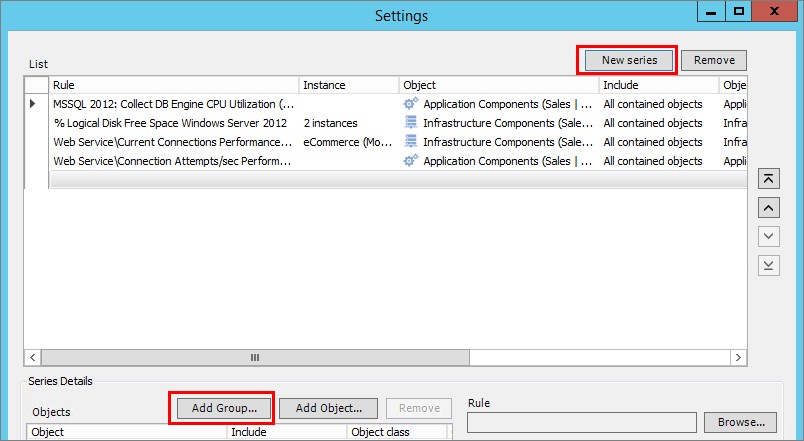 Settings
List
New series
Remove
Rule Instance Object Include Obje
MSSQL 2012: Collect DB Engine CPU Utilization (... Application Components (Sales | ... All contained objects Appli
% Logical Disk Free Space Windows Server 2012 2 instances Infrastructure Components (Sale... All contained objects Infra
Web Service\Current Connections Performance... eCommerce (Mo... Infrastructure Components (Sale... All contained objects Infra
Web Service\Connection Attempts/sec Perform... Application Components (Sales | ... All contained objects Appli
Series Details
Objects
Add Group...
Add Object...
Remove
Rule
Browse...
Object Include Object class